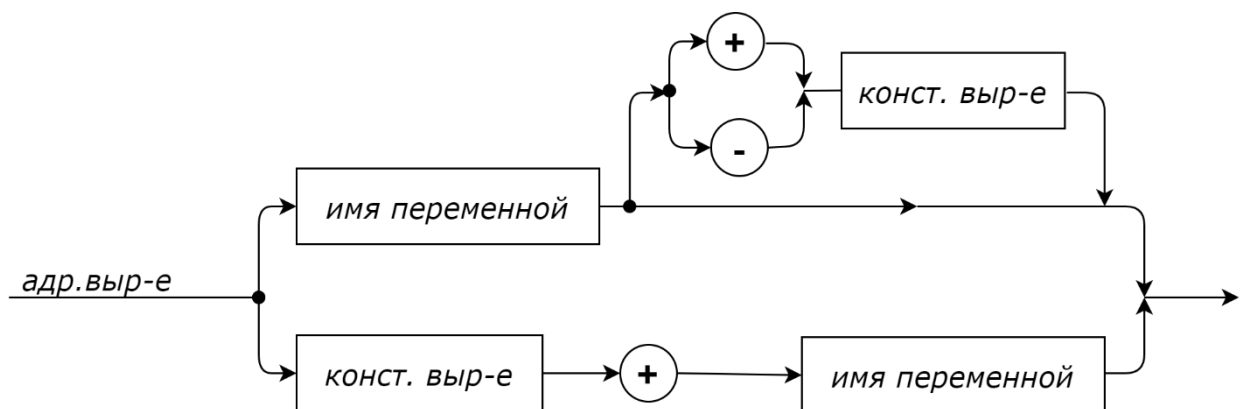 +
конст. выр-е
-
имя переменной
адр.выр-е
конст. выр-е
+
имя переменной